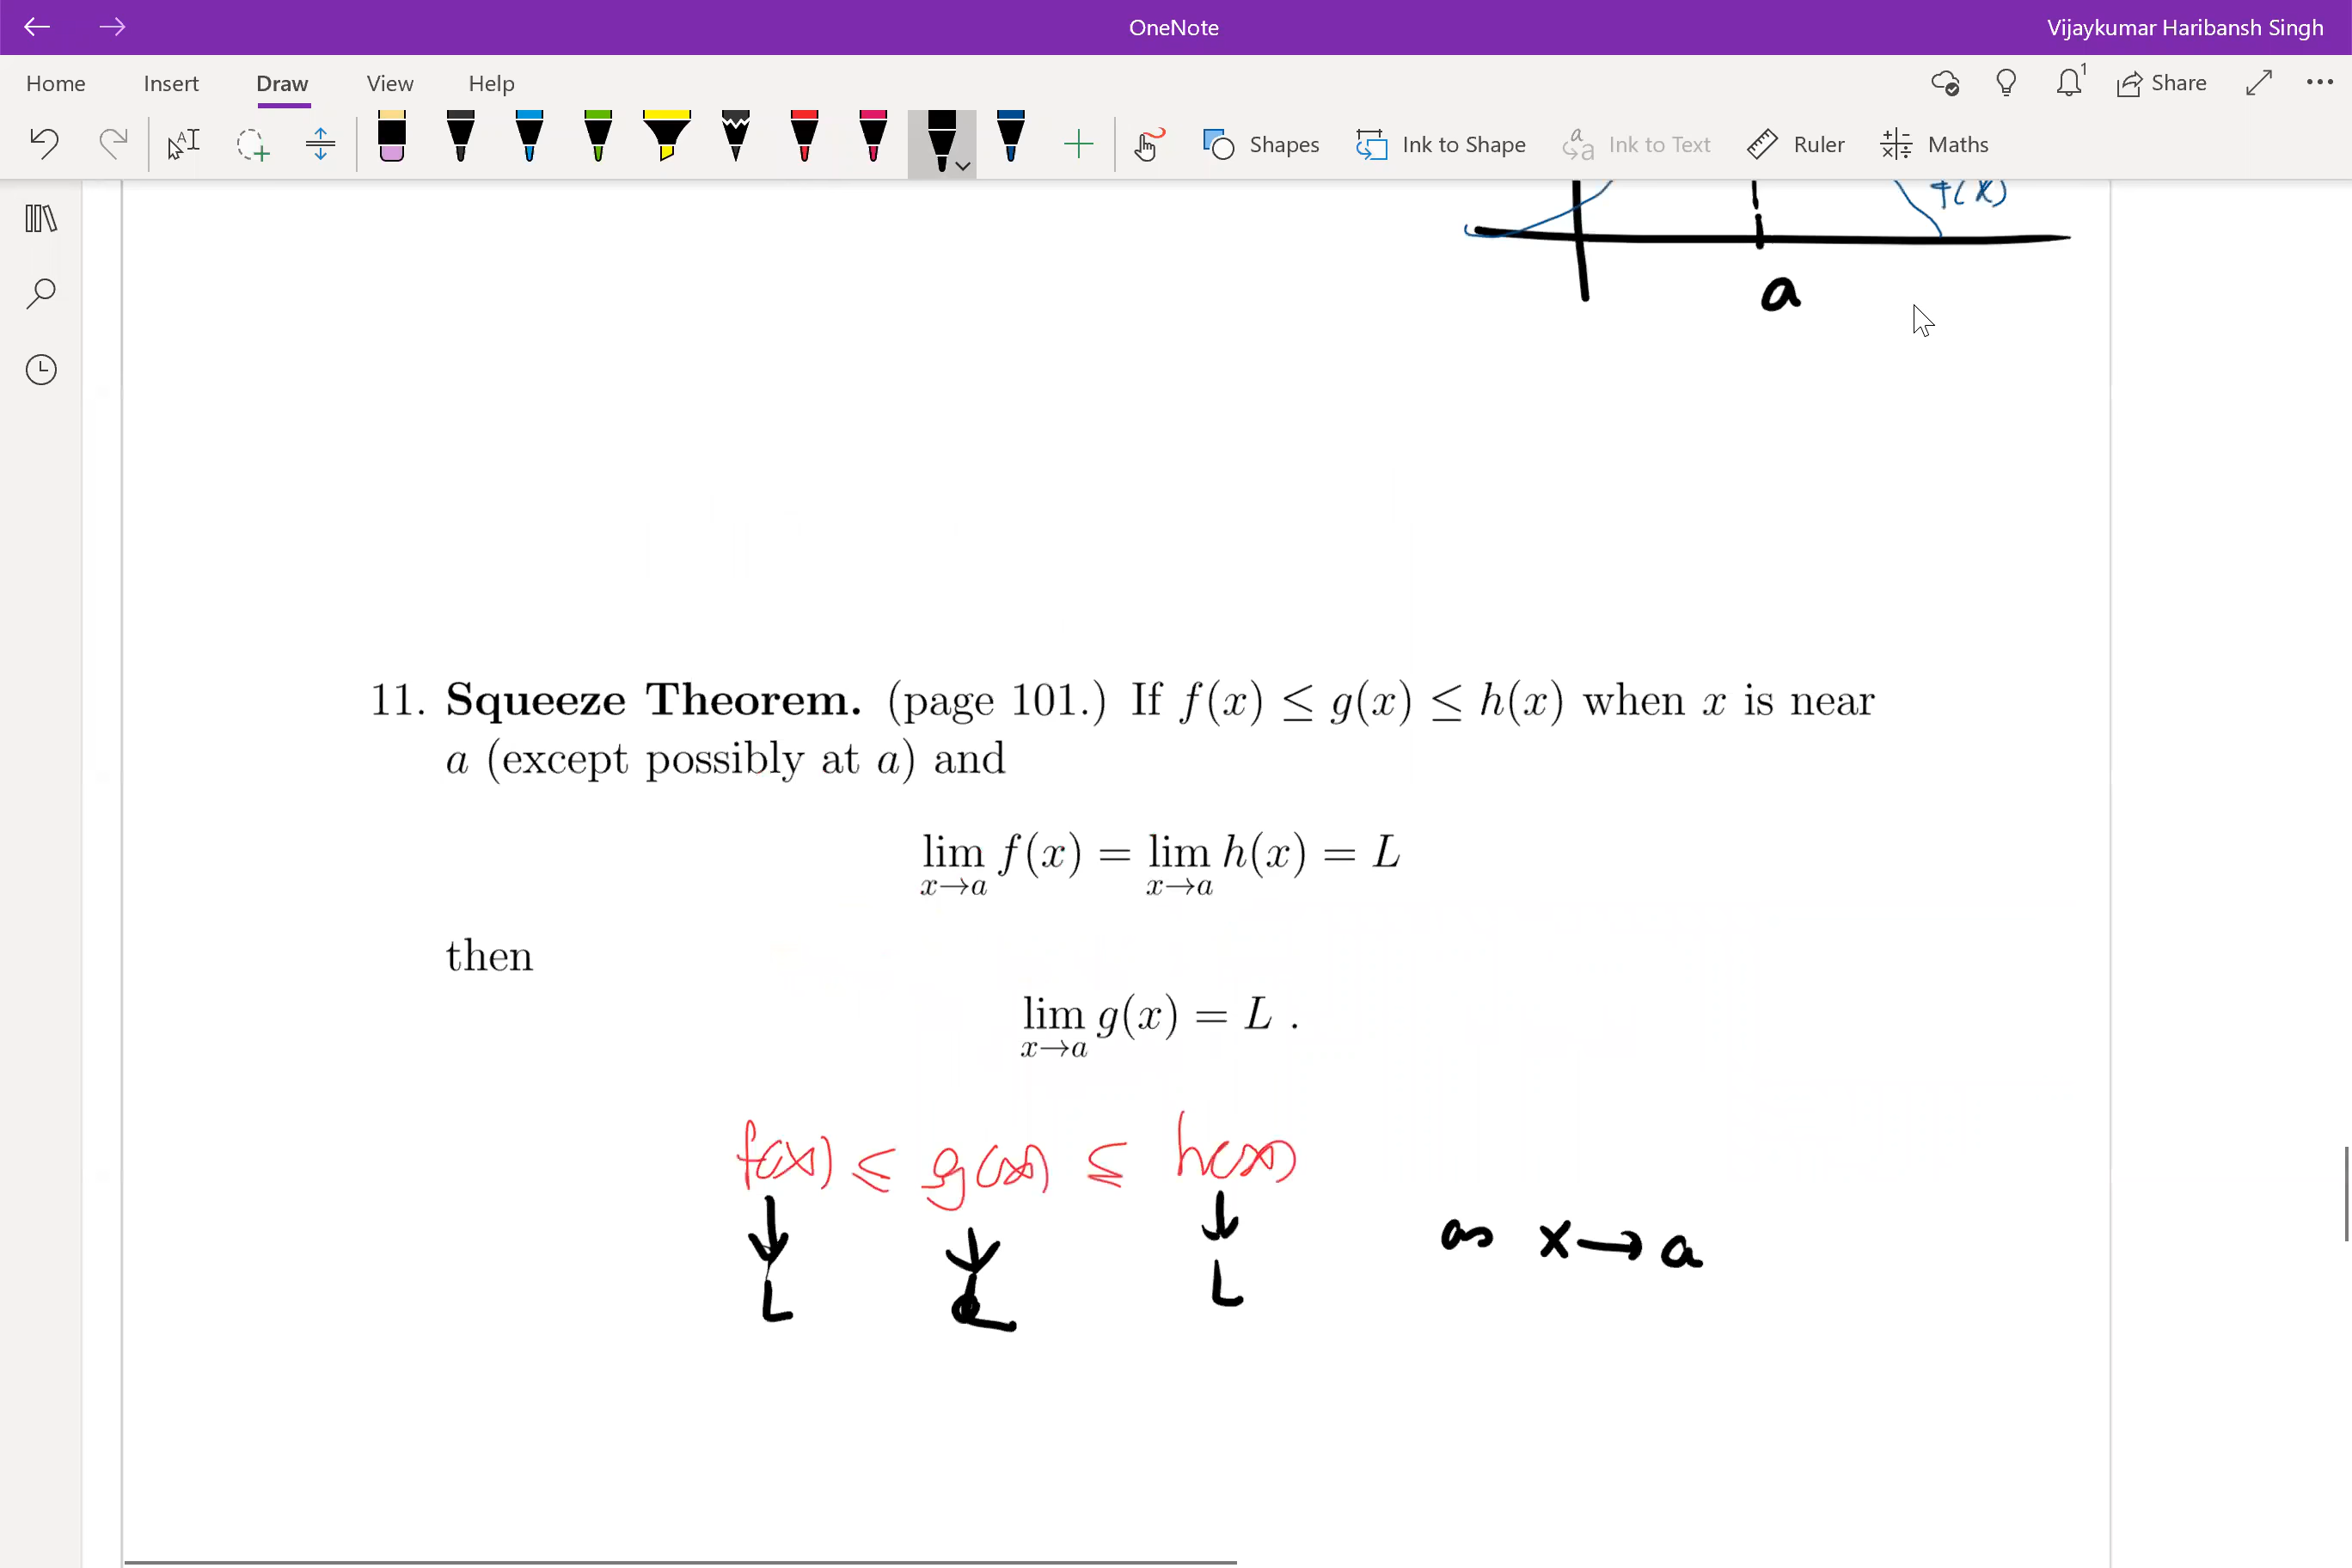 OneNote
Vijaykumar Haribansh Singh
Home Insert Draw View Help
1
Share
Shapes Ink to Shape Ink to Text Ruler Maths
f(x)
a
11. Squeeze Theorem. (page 101.) If f(x) ≤ g(x) ≤ h(x) when x is near
a (except possibly at a) and
lim f(x) = lim h(x) = L
x→a x→a
then
lim g(x) = L .
x→a
f(x) ≤ g(x) ≤ h(x)
↓ ↓ ↓
as x → a
L L L